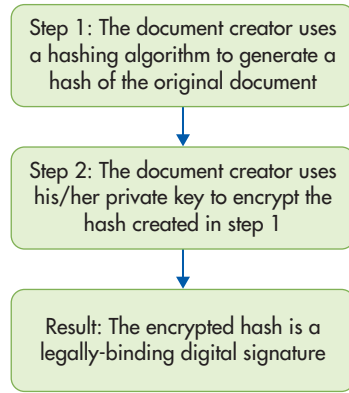 Step 1: The document creator uses
a hashing algorithm to generate a
hash of the original document
Step 2: The document creator uses
his/her private key to encrypt the
hash created in step 1
Result: The encrypted hash is a
legally-binding digital signature